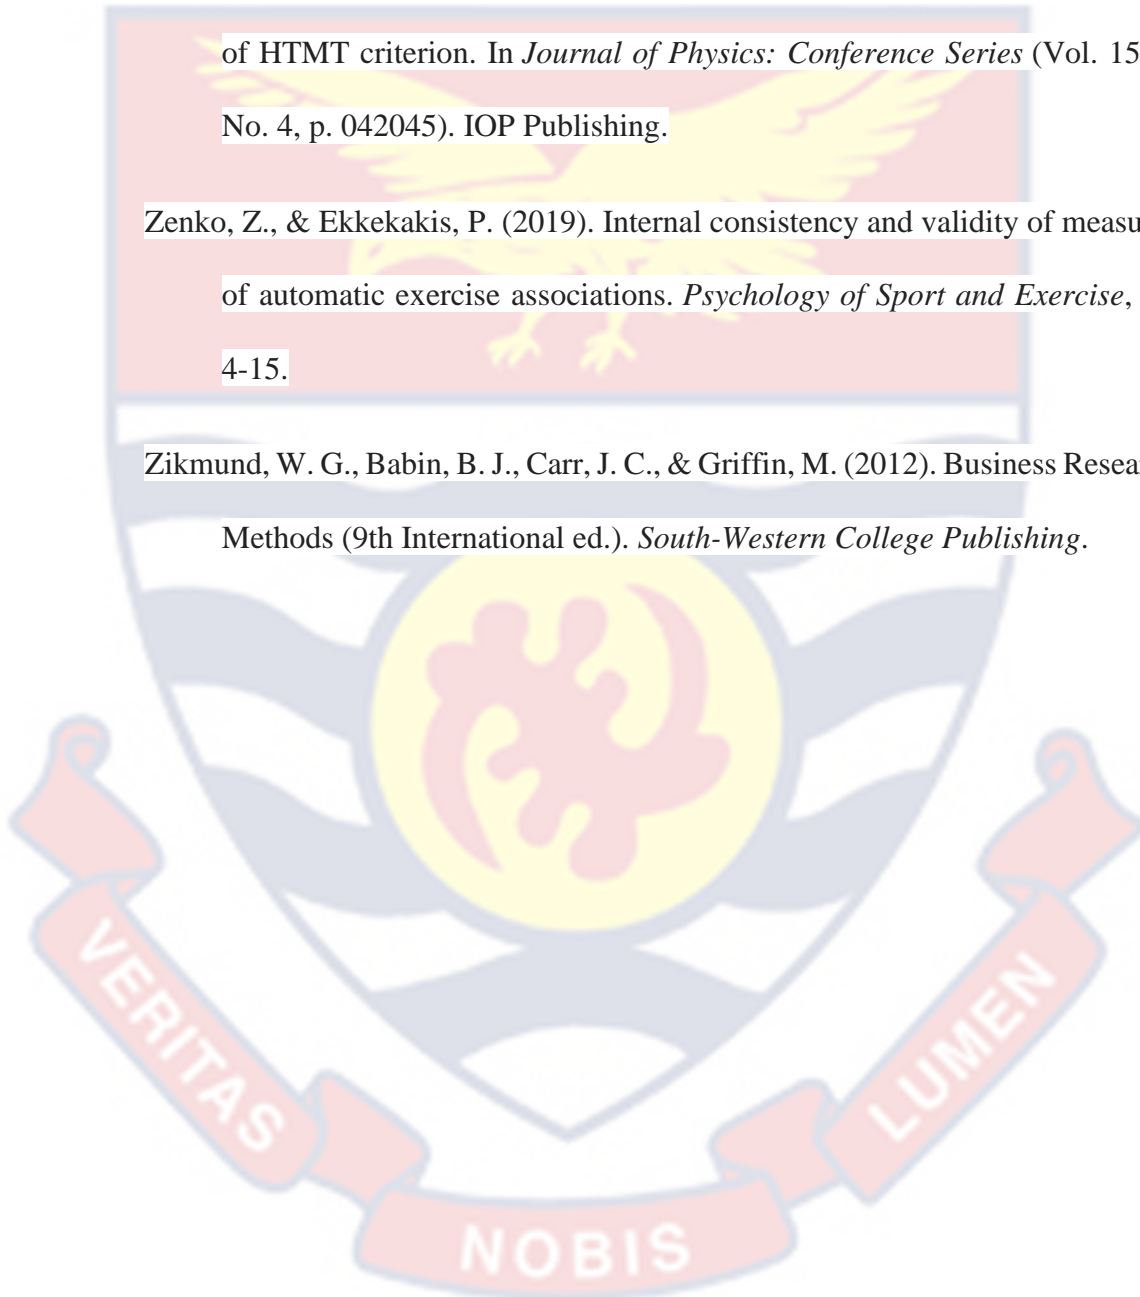 of HTMT criterion. In Journal of Physics: Conference Series (Vol. 15
No. 4, p. 042045). IOP Publishing.
Zenko, Z., & Ekkekakis, P. (2019). Internal consistency and validity of measu
of automatic exercise associations. Psychology of Sport and Exercise,
4-15.
Zikmund, W. G., Babin, B. J., Carr, J. C., & Griffin, M. (2012). Business Resear
Methods (9th International ed.). South-Western College Publishing.
VERITAS
NOBIS
LUMEN